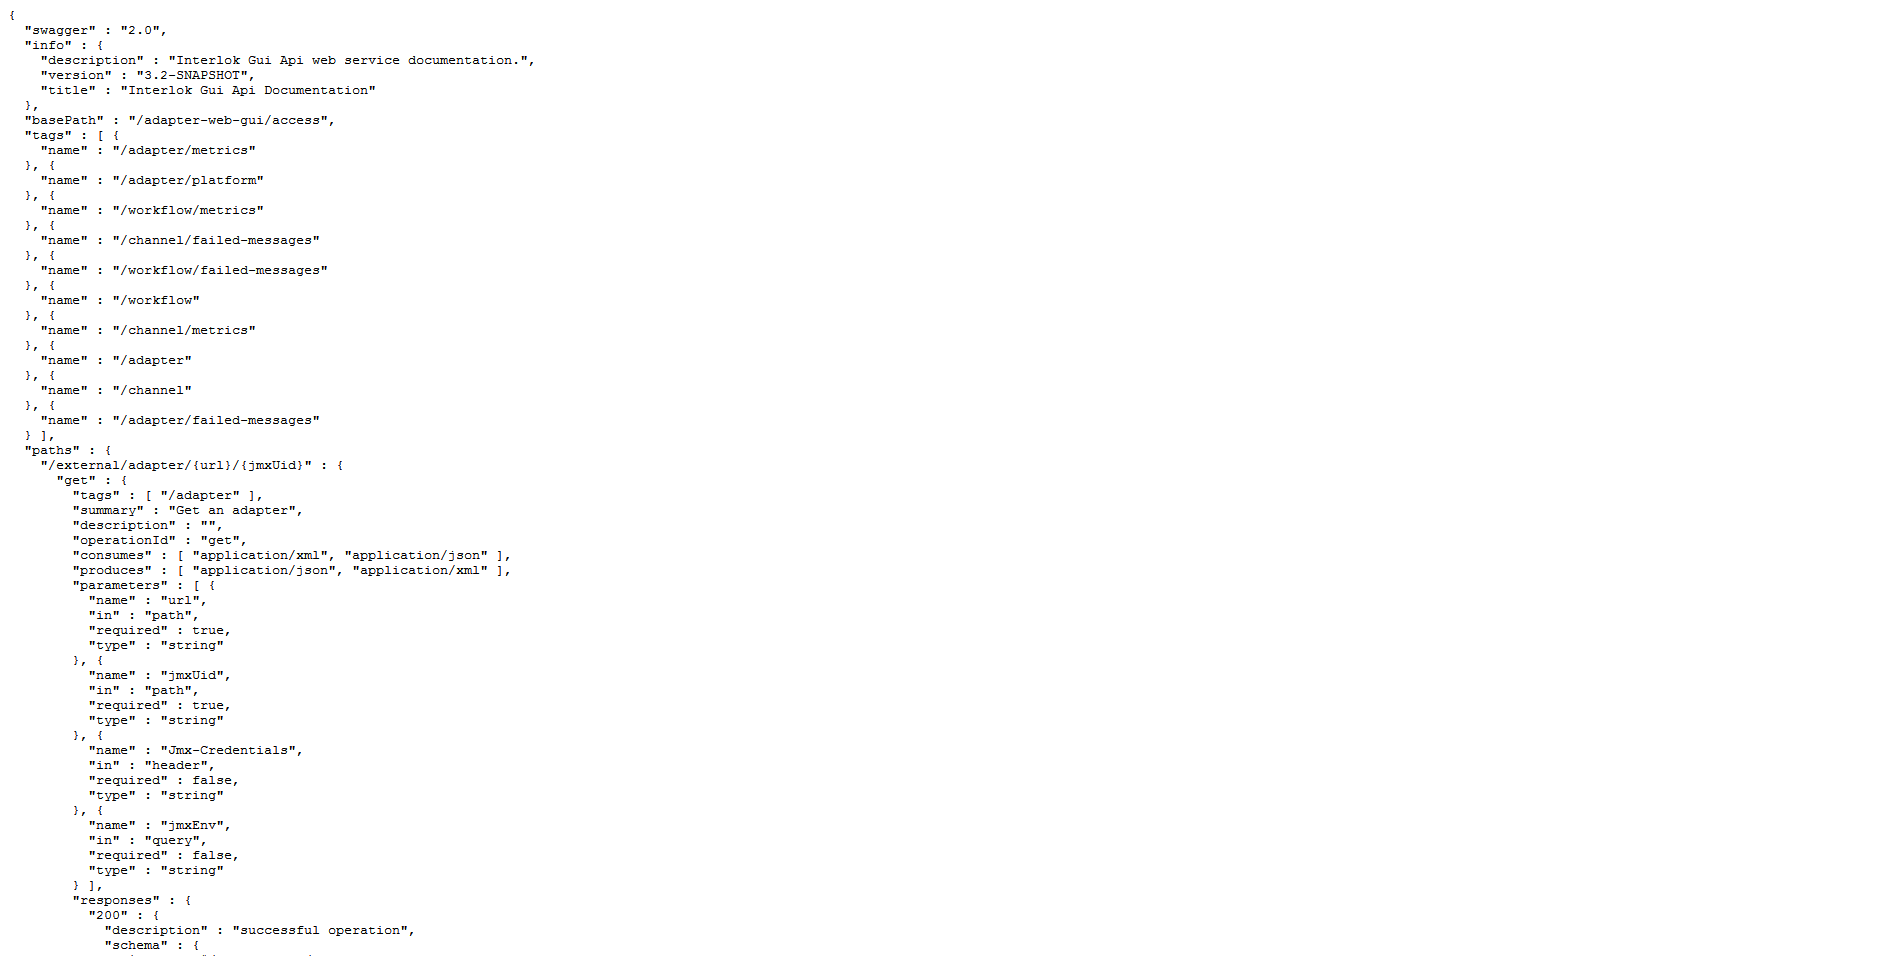 {
  "swagger" : "2.0",
  "info" : {
    "description" : "Interlok Gui Api web service documentation.",
    "version" : "3.2-SNAPSHOT",
    "title" : "Interlok Gui Api Documentation"
  },
  "basePath" : "/adapter-web-gui/access",
  "tags" : [ {
    "name" : "/adapter/metrics"
  }, {
    "name" : "/adapter/platform"
  }, {
    "name" : "/workflow/metrics"
  }, {
    "name" : "/channel/failed-messages"
  }, {
    "name" : "/workflow/failed-messages"
  }, {
    "name" : "/workflow"
  }, {
    "name" : "/channel/metrics"
  }, {
    "name" : "/adapter"
  }, {
    "name" : "/channel"
  }, {
    "name" : "/adapter/failed-messages"
  } ],
  "paths" : {
    "/external/adapter/{url}/{jmxUid}" : {
      "get" : {
        "tags" : [ "/adapter" ],
        "summary" : "Get an adapter",
        "description" : "",
        "operationId" : "get",
        "consumes" : [ "application/xml", "application/json" ],
        "produces" : [ "application/json", "application/xml" ],
        "parameters" : [ {
          "name" : "url",
          "in" : "path",
          "required" : true,
          "type" : "string"
        }, {
          "name" : "jmxUid",
          "in" : "path",
          "required" : true,
          "type" : "string"
        }, {
          "name" : "Jmx-Credentials",
          "in" : "header",
          "required" : false,
          "type" : "string"
        }, {
          "name" : "jmxEnv",
          "in" : "query",
          "required" : false,
          "type" : "string"
        } ],
        "responses" : {
          "200" : {
            "description" : "successful operation",
            "schema" : {